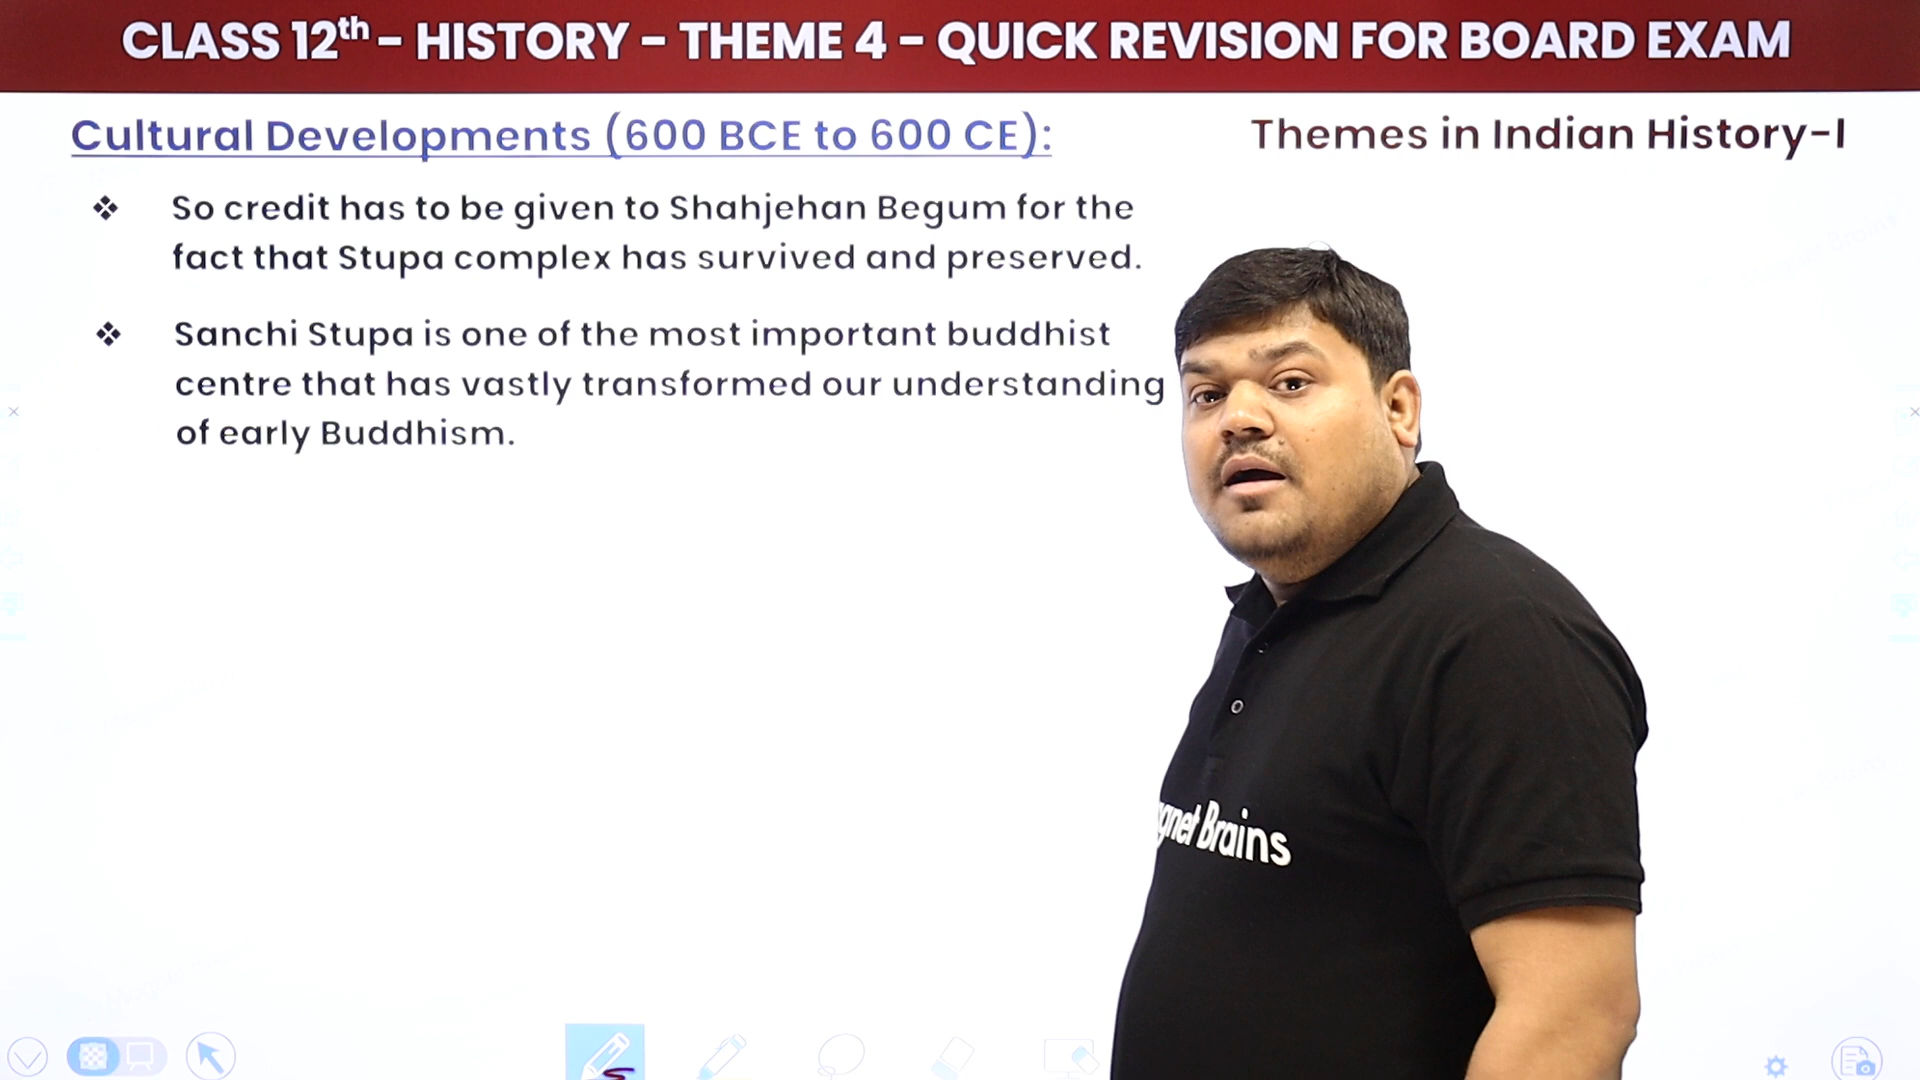 CLASS 12th - HISTORY - THEME 4 - QUICK REVISION FOR BOARD EXAM
Cultural Developments (600 BCE to 600 CE):
Themes in Indian History-I
❖ So credit has to be given to Shahjehan Begum for the
fact that Stupa complex has survived and preserved.
❖ Sanchi Stupa is one of the most important buddhist
centre that has vastly transformed our understanding
of early Buddhism.
Brains